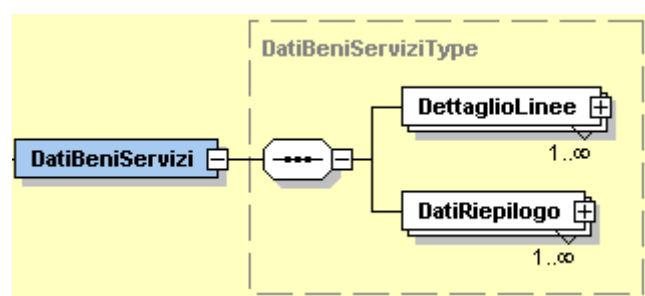 DatiBeniServiziType
DettaglioLinee
1..∞
DatiBeniServizi
DatiRiepilogo
1..∞